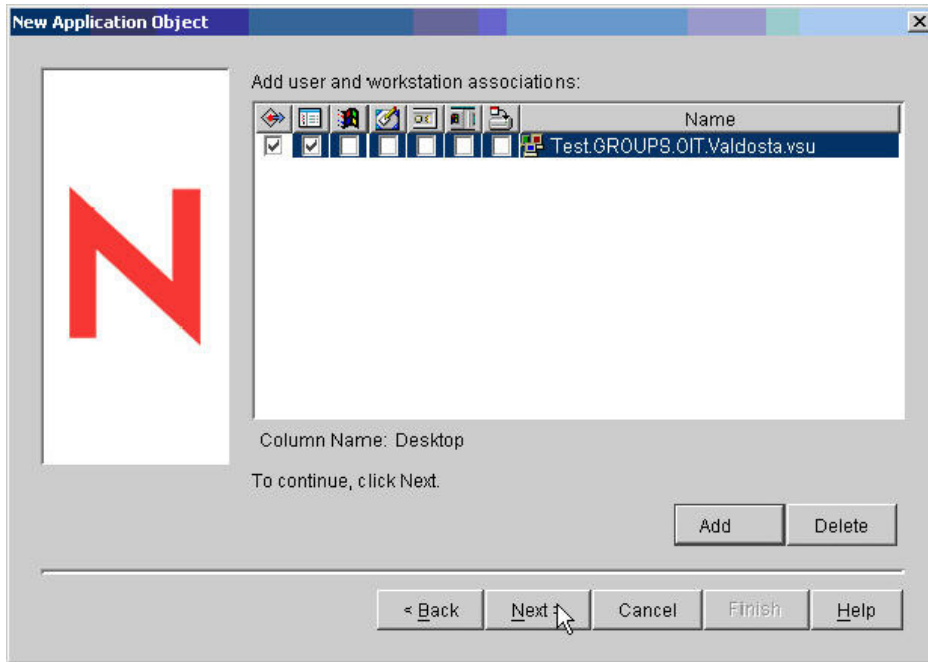 New Application Object
Add user and workstation associations:
Name
Test.GROUPS.OIT.Valdosta.vsu
Column Name: Desktop
To continue, click Next.
Add Delete
< Back Next > Cancel Finish Help